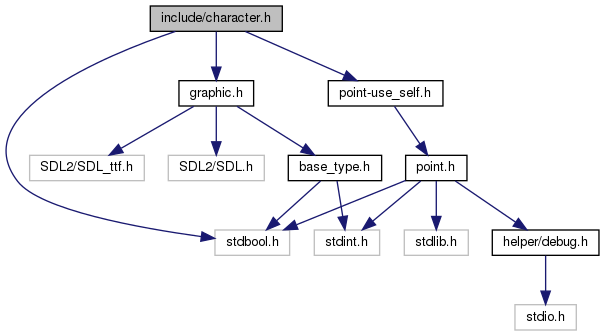 include/character.h
graphic.h
point-use_self.h
SDL2/SDL_ttf.h
SDL2/SDL.h
base_type.h
point.h
stdbool.h
stdint.h
stdlib.h
helper/debug.h
stdio.h